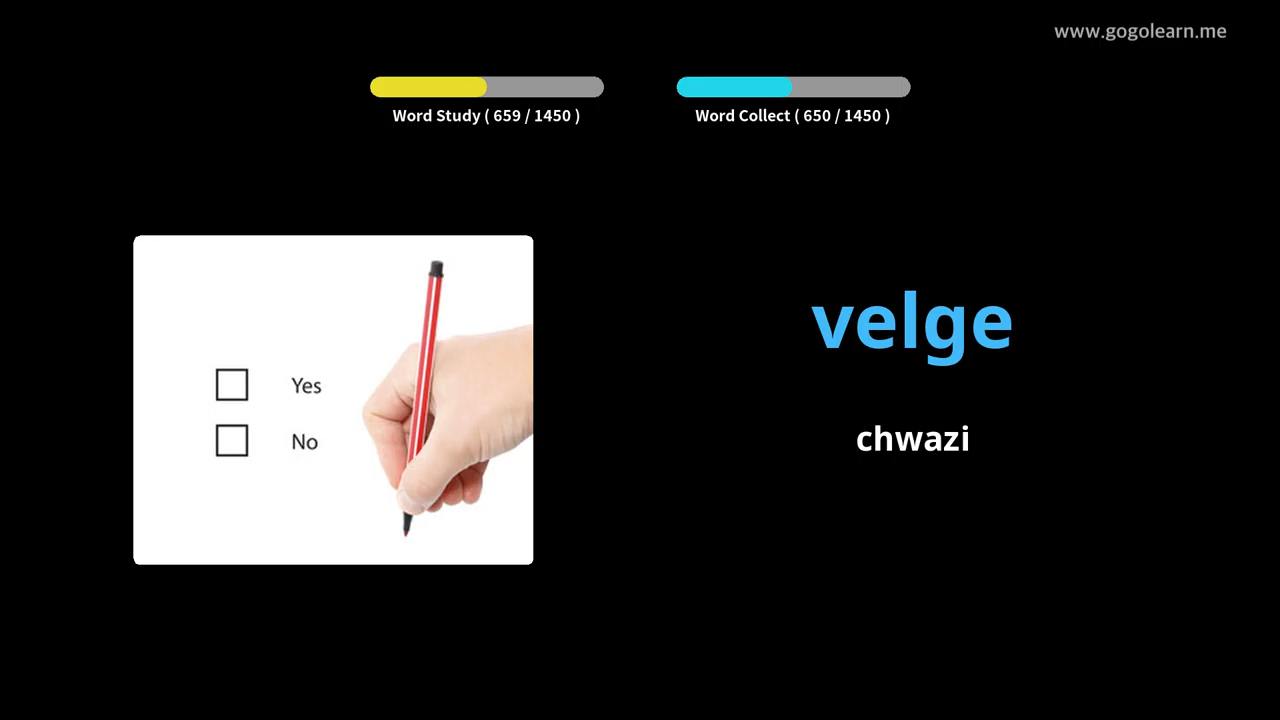 www.gogolearn.me
Word Study ( 659 / 1450 )
Word Collect ( 650 / 1450 )
Yes
No
velge
chwazi